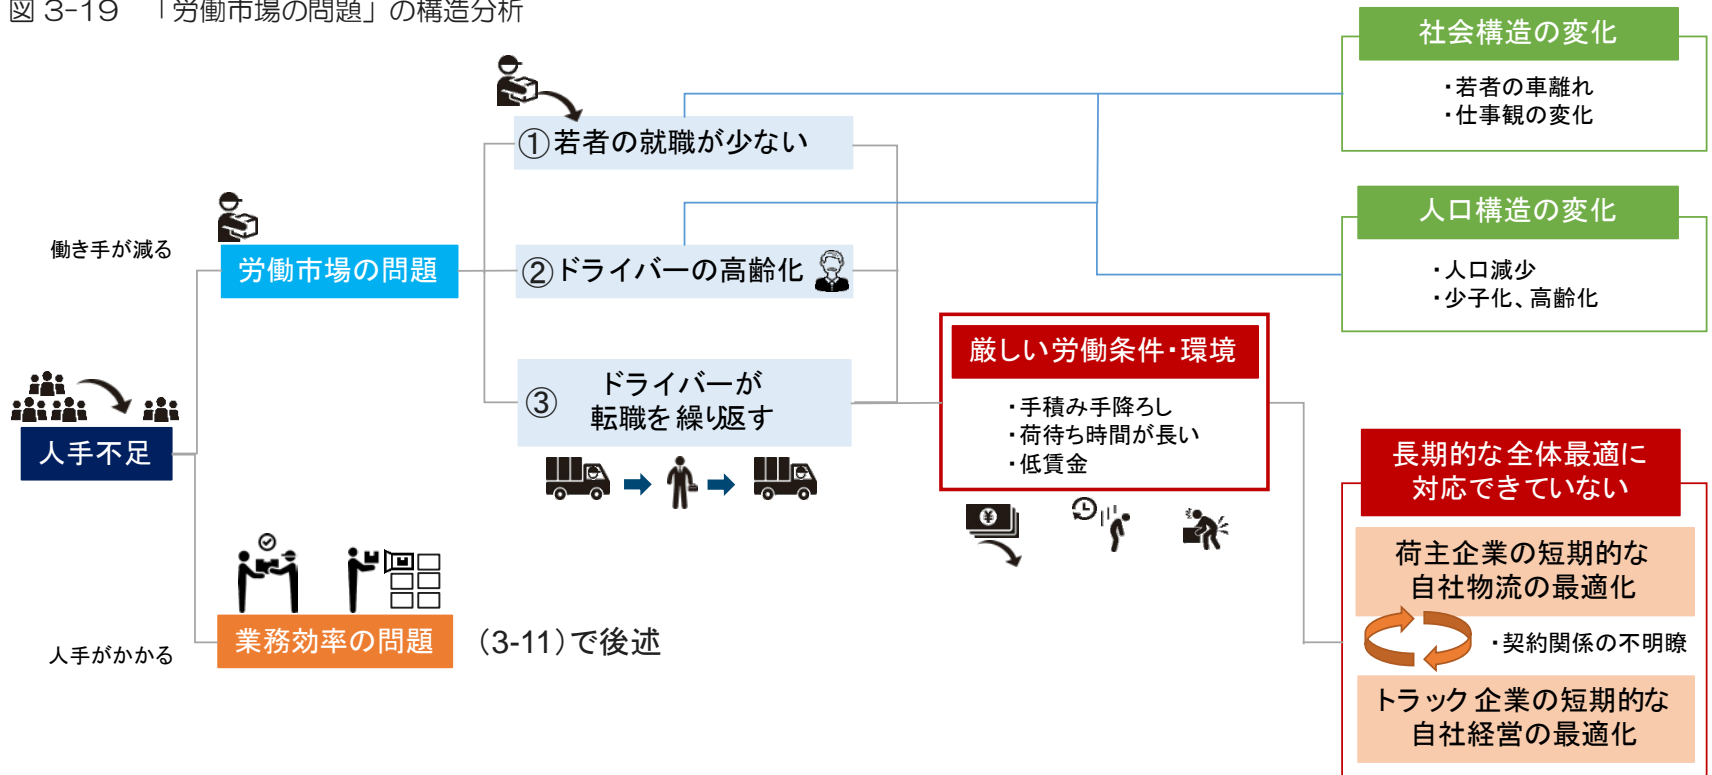 図 3-19 「労働市場の問題」の構造分析
社会構造の変化
・若者の車離れ
・仕事観の変化
①若者の就職が少ない
人口構造の変化
・人口減少
・少子化、高齢化
働き手が減る
労働市場の問題
②ドライバーの高齢化
厳しい労働条件・環境
・手積み手降ろし
・荷待ち時間が長い
・低賃金
③
ドライバーが
転職を繰り返す
人手不足
長期的な全体最適に
対応できていない
荷主企業の短期的な
自社物流の最適化
・契約関係の不明瞭
トラック企業の短期的な
自社経営の最適化
人手がかかる
業務効率の問題
(3-11)で後述
¥